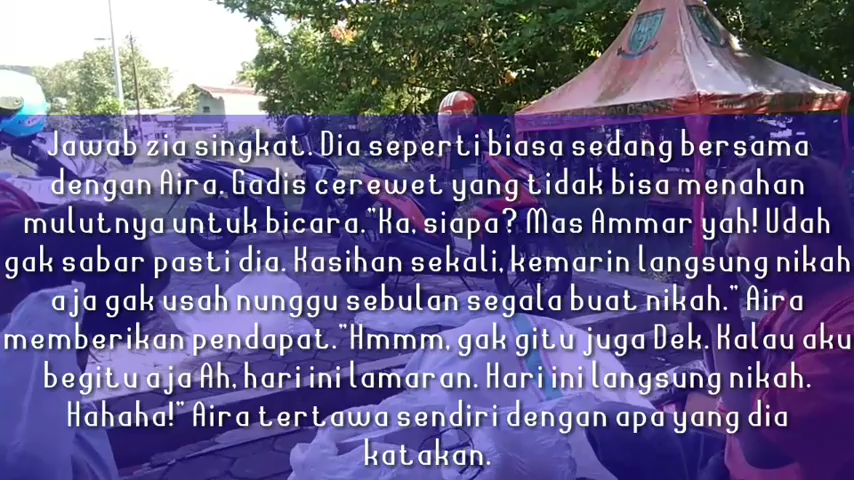 Jawab zia singkat. Dia seperti biasa sedang bersama
dengan Aira. Gadis cerewet yang tidak bisa menahan
mulutnya untuk bicara."Ka, siapa? Mas Ammar yah! Udah
gak sabar pasti dia. Kasihan sekali, kemarin langsung nikah
aja gak usah nunggu sebulan segala buat nikah." Aira
memberikan pendapat."Hmmm, gak gitu juga Dek. Kalau aku
begitu aja Ah, hari ini lamaran. Hari ini langsung nikah.
Hahaha!" Aira tertawa sendiri dengan apa yang dia
katakan.